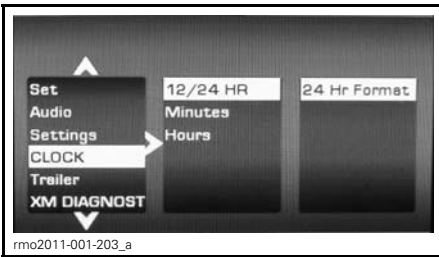 Set
Audio
Settings
CLOCK
Trailer
XM DIAGNOST
12/24 HR
Minutes
Hours
24 Hr Format
rmo2011-001-203_a